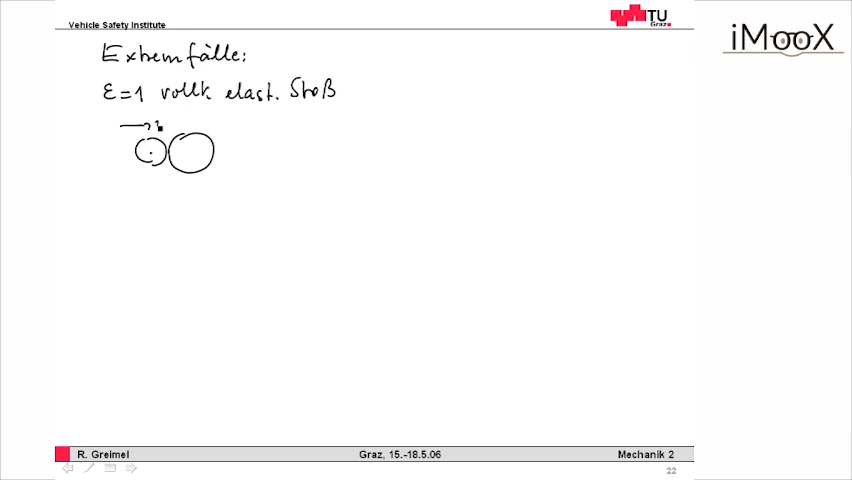 Vehicle Safety Institute
TU
Graz
iMooX
Extremfälle:
ε=1 vollk elast. Stoß
R. Greimel
Graz, 15.-18.5.06
Mechanik 2
22